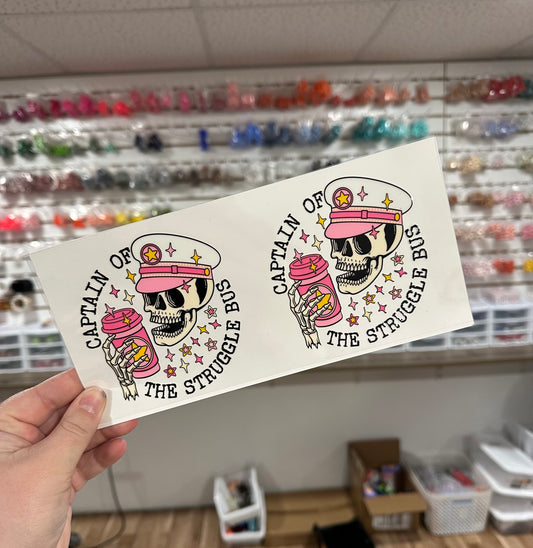 CAPTAIN OF
THE STRUGGLE BUS
CAPTAIN OF
THE STRUGGLE BUS